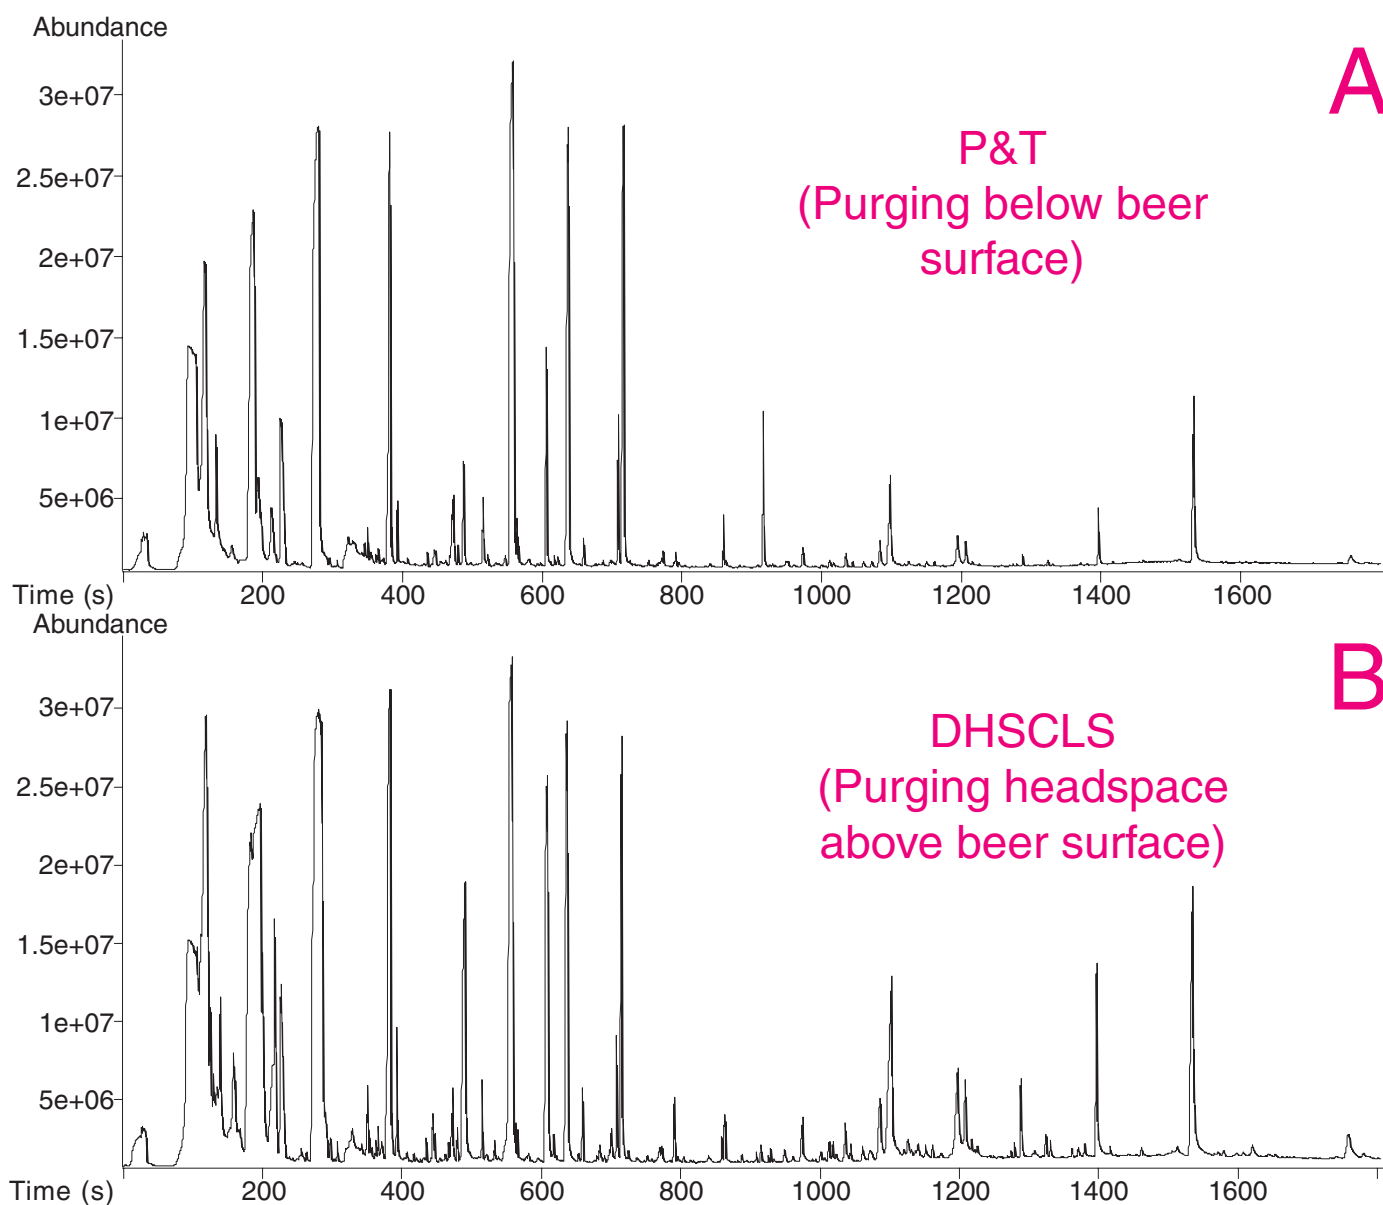 Abundance
A
3e+07
P&T
2.5e+07
(Purging below beer
surface)
2e+07
1.5e+07
1e+07
5e+06
Time (s) 200 400 600 800 1000 1200 1400 1600
Abundance
B
3e+07
DHSCLS
2.5e+07
(Purging headspace
above beer surface)
2e+07
1.5e+07
1e+07
5e+06
Time (s) 200 400 600 800 1000 1200 1400 1600